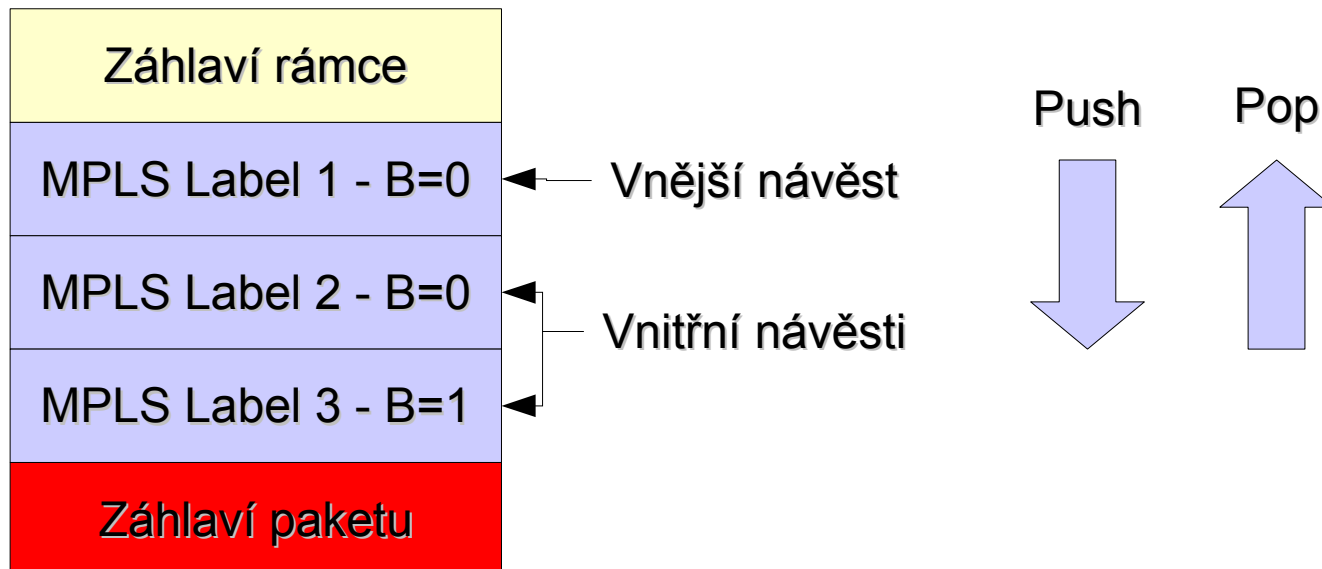 Záhlaví rámce
MPLS Label 1 - B=0
MPLS Label 2 - B=0
MPLS Label 3 - B=1
Záhlaví paketu
Vnější návěst
Vnitřní návěsti
Push
Pop